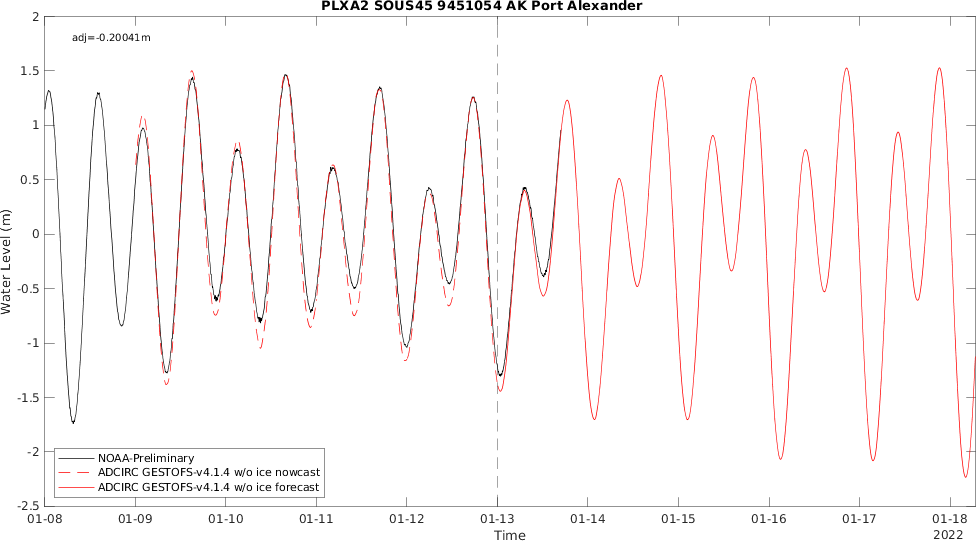 PLXA2 SOUS45 9451054 AK Port Alexander
adj=-0.20041m
2
1.5
1
0.5
0
-0.5
-1
-1.5
-2
-2.5
Water Level (m)
NOAA-Preliminary
ADCIRC GESTOFS-v4.1.4 w/o ice nowcast
ADCIRC GESTOFS-v4.1.4 w/o ice forecast
01-08 01-09 01-10 01-11 01-12 01-13 01-14 01-15 01-16 01-17 01-18
2022
Time